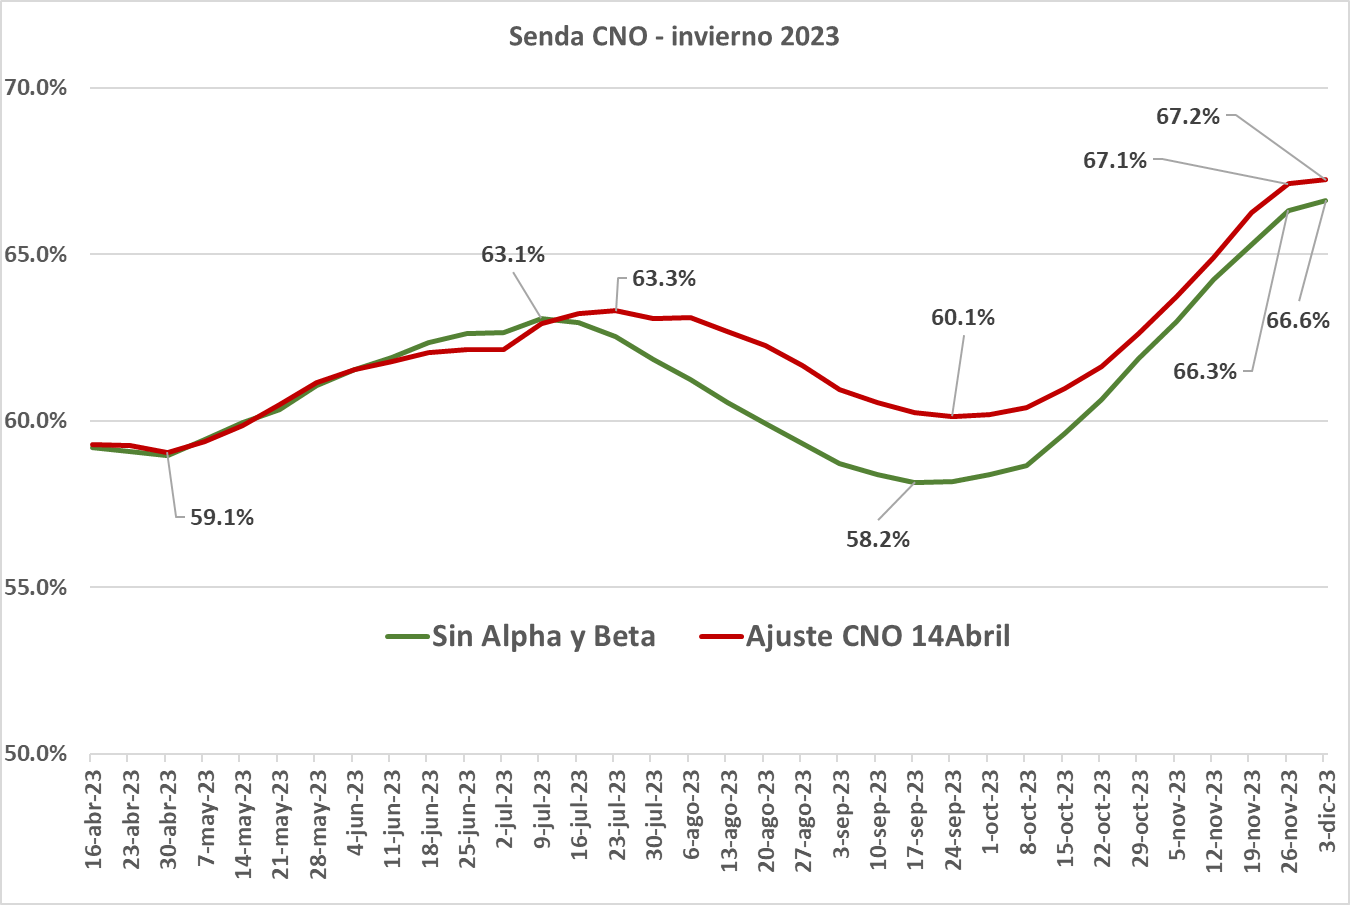 Senda CNO - invierno 2023
70.0%
65.0%
60.0%
55.0%
50.0%
67.2%
67.1%
63.1%
63.3%
60.1%
66.6%
66.3%
59.1%
58.2%
Sin Alpha y Beta
Ajuste CNO 14Abril
16-abr-23
23-abr-23
30-abr-23
7-may-23
14-may-23
21-may-23
28-may-23
4-jun-23
11-jun-23
18-jun-23
25-jun-23
2-jul-23
9-jul-23
16-jul-23
23-jul-23
30-jul-23
6-ago-23
13-ago-23
20-ago-23
27-ago-23
3-sep-23
10-sep-23
17-sep-23
24-sep-23
1-oct-23
8-oct-23
15-oct-23
22-oct-23
29-oct-23
5-nov-23
12-nov-23
19-nov-23
26-nov-23
3-dic-23